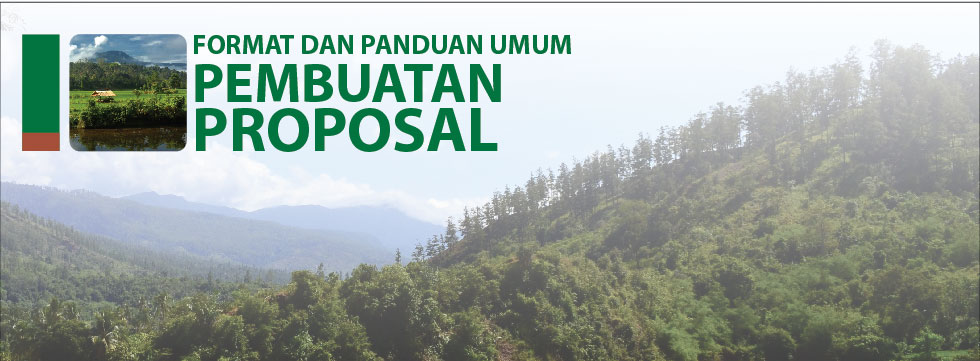 FORMAT DAN PANDUAN UMUM
PEMBUATAN
PROPOSAL